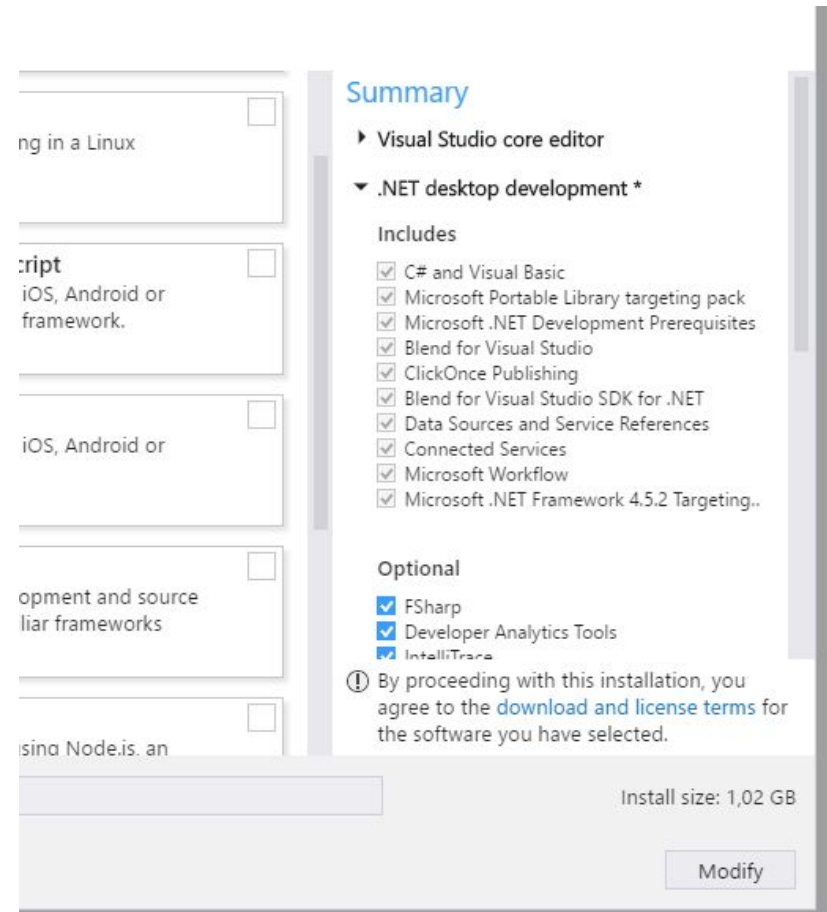 ng in a Linux
cript
iOS, Android or
framework.
iOS, Android or
opment and source
liar frameworks
using Node.js, an
Summary
Visual Studio core editor
.NET desktop development *
Includes
C# and Visual Basic
Microsoft Portable Library targeting pack
Microsoft .NET Development Prerequisites
Blend for Visual Studio
ClickOnce Publishing
Blend for Visual Studio SDK for .NET
Data Sources and Service References
Connected Services
Microsoft Workflow
Microsoft .NET Framework 4.5.2 Targeting..
Optional
FSharp
Developer Analytics Tools
IntelliTrace
By proceeding with this installation, you
agree to the download and license terms for
the software you have selected.
Install size: 1,02 GB
Modify